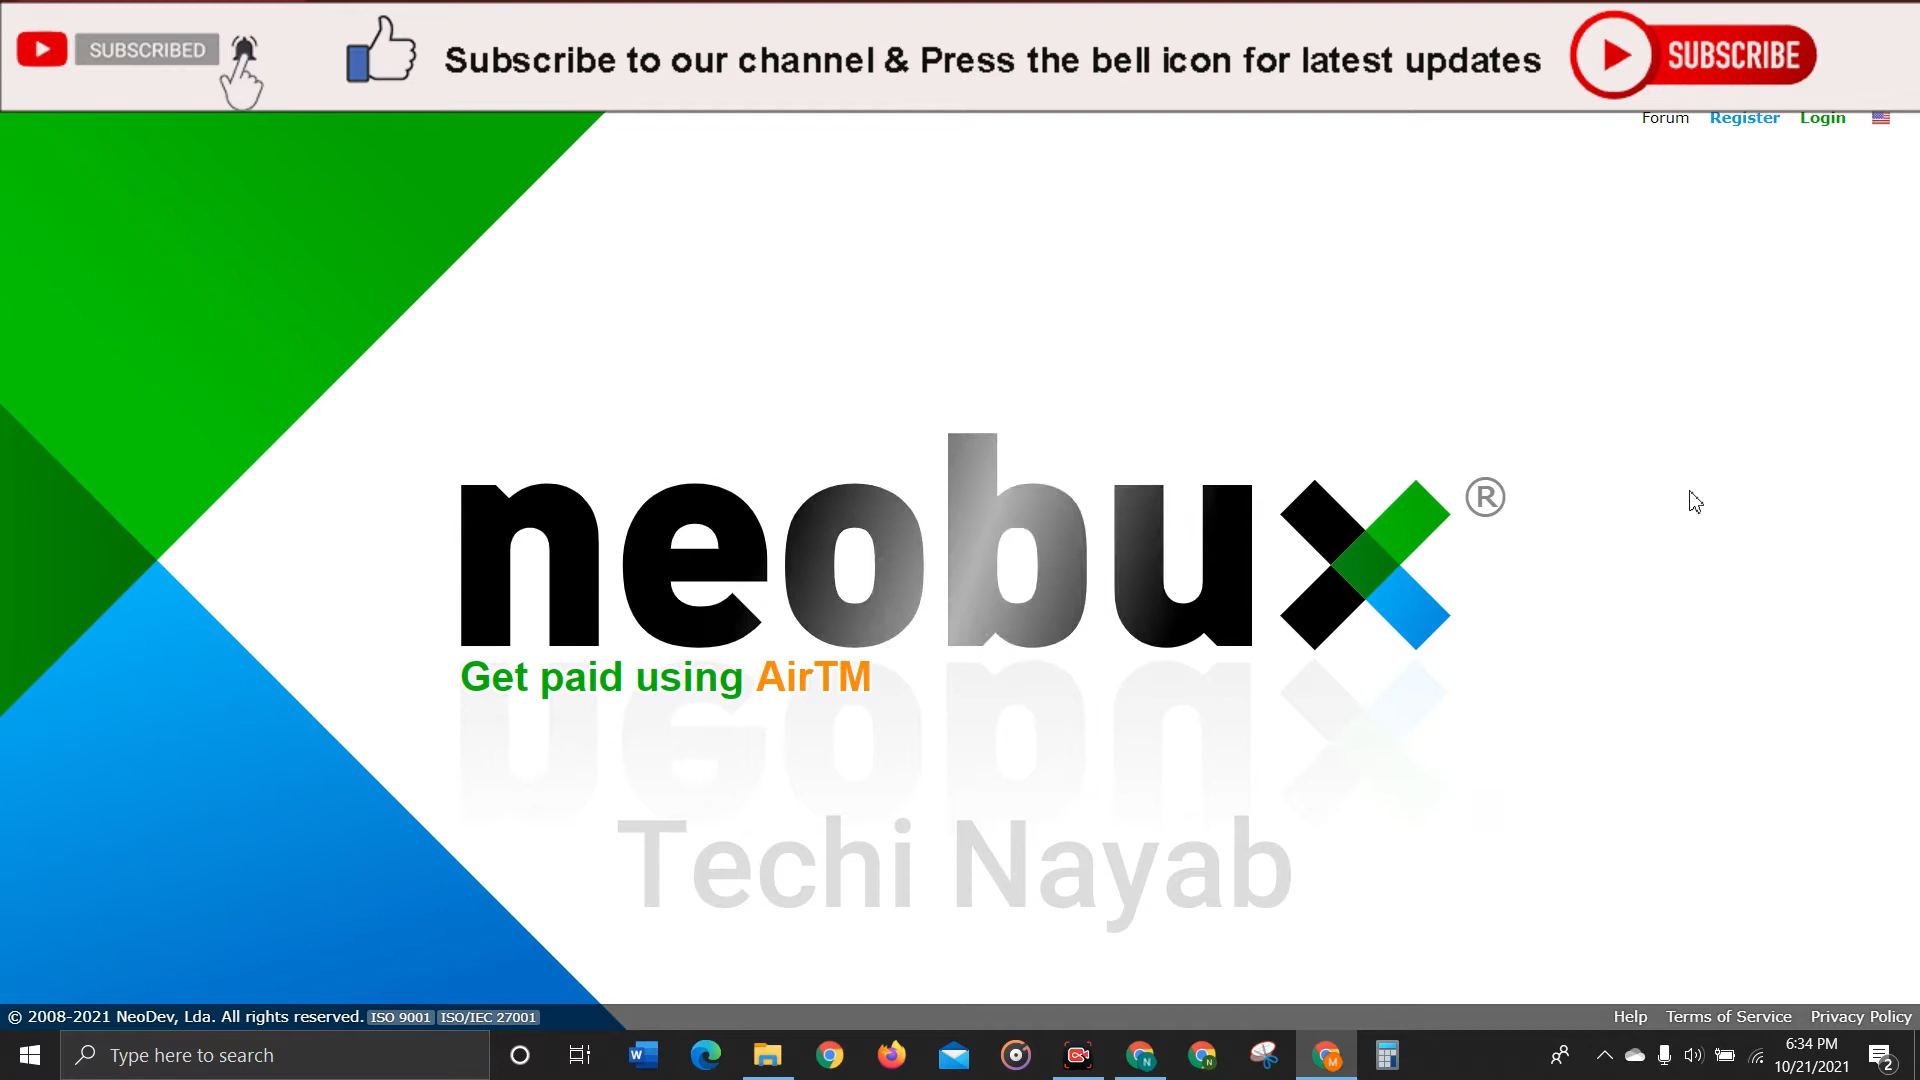 SUBSCRIBED
Subscribe to our channel & Press the bell icon for latest updates
SUBSCRIBE
Forum Register Login
neobux®
Get paid using AirTM
Techi Nayab
© 2008-2021 NeoDev, Lda. All rights reserved. ISO 9001 ISO/IEC 27001
Help Terms of Service Privacy Policy
Type here to search
6:34 PM
10/21/2021
2